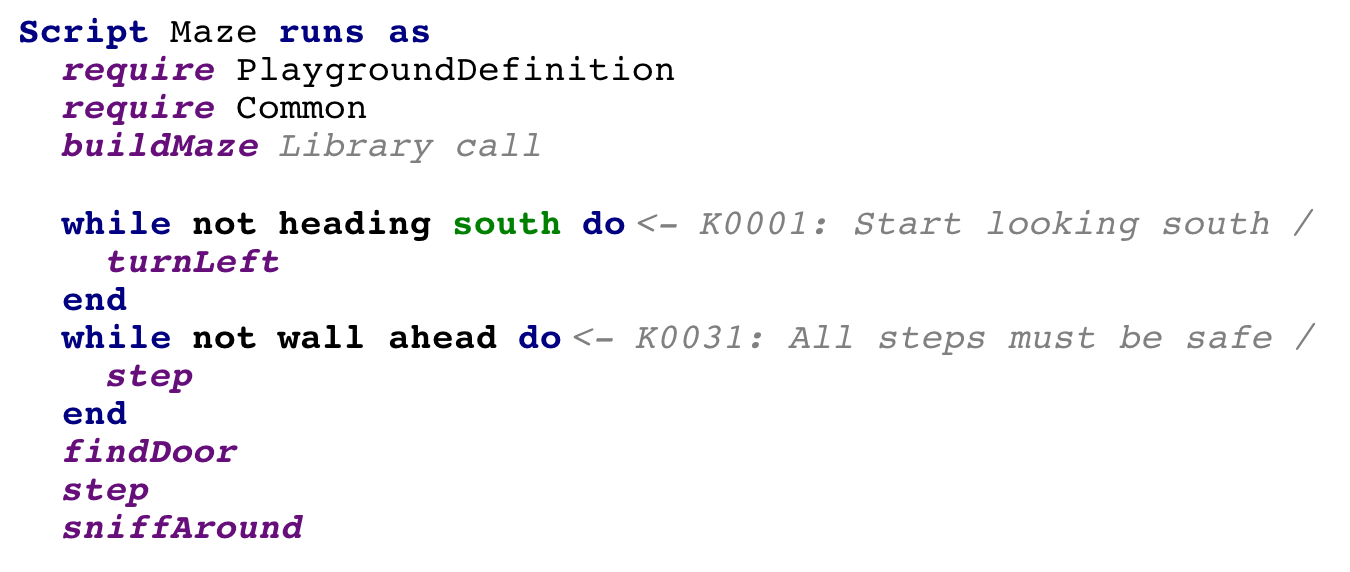 Script Maze runs as
require PlaygroundDefinition
require Common
buildMaze Library call
while not heading south do <- K0001: Start looking south /
turnLeft
end
while not wall ahead do <- K0031: All steps must be safe /
step
end
findDoor
step
sniffAround